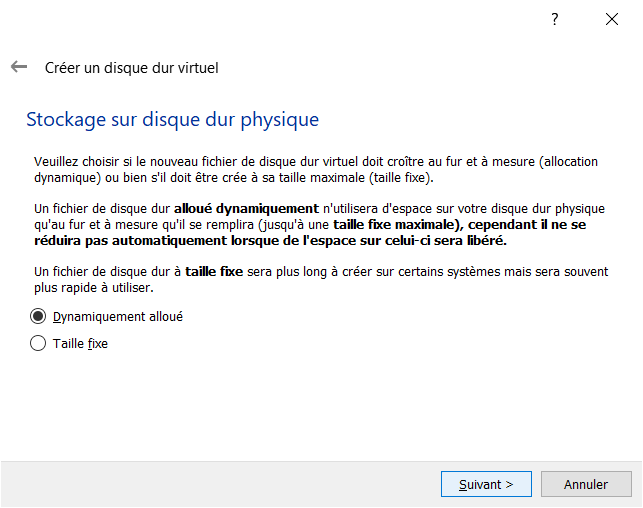 ?
Créer un disque dur virtuel
Stockage sur disque dur physique
Veuillez choisir si le nouveau fichier de disque dur virtuel doit croître au fur et à mesure (allocation
dynamique) ou bien s'il doit être crée à sa taille maximale (taille fixe).
Un fichier de disque dur alloué dynamiquement n'utilisera d'espace sur votre disque dur physique
qu'au fur et à mesure qu'il se remplira (jusqu'à une taille fixe maximale), cependant il ne se
réduira pas automatiquement lorsque de l'espace sur celui-ci sera libéré.
Un fichier de disque dur à taille fixe sera plus long à créer sur certains systèmes mais sera souvent
plus rapide à utiliser.
Dynamiquement alloué
Taille fixe
Suivant >
Annuler